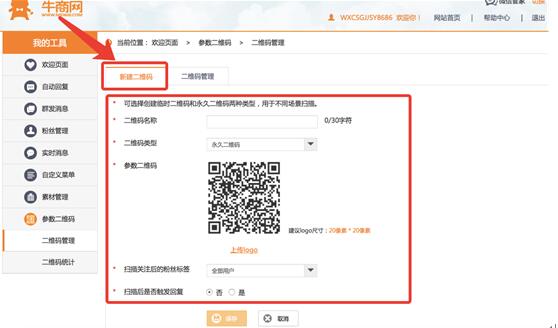 牛商网
微信管家 切换
WXCSGJJSY8686 欢迎你！ 网站首页 | 帮助中心 | 退出
我的工具
当前位置： 欢迎页面 > 参数二维码 > 二维码管理
欢迎页面
自动回复
群发消息
粉丝管理
实时消息
自定义菜单
素材管理
参数二维码
二维码管理
二维码统计
新建二维码 二维码管理
* 可选择创建临时二维码和永久二维码两种类型，用于不同场景扫描。
* 二维码名称 0/30字符
* 二维码类型 永久二维码
* 参数二维码
建议logo尺寸：20像素 * 20像素
上传logo
* 扫描关注后的粉丝标签 全部用户
* 扫描后是否触发回复 否 是
保存 取消